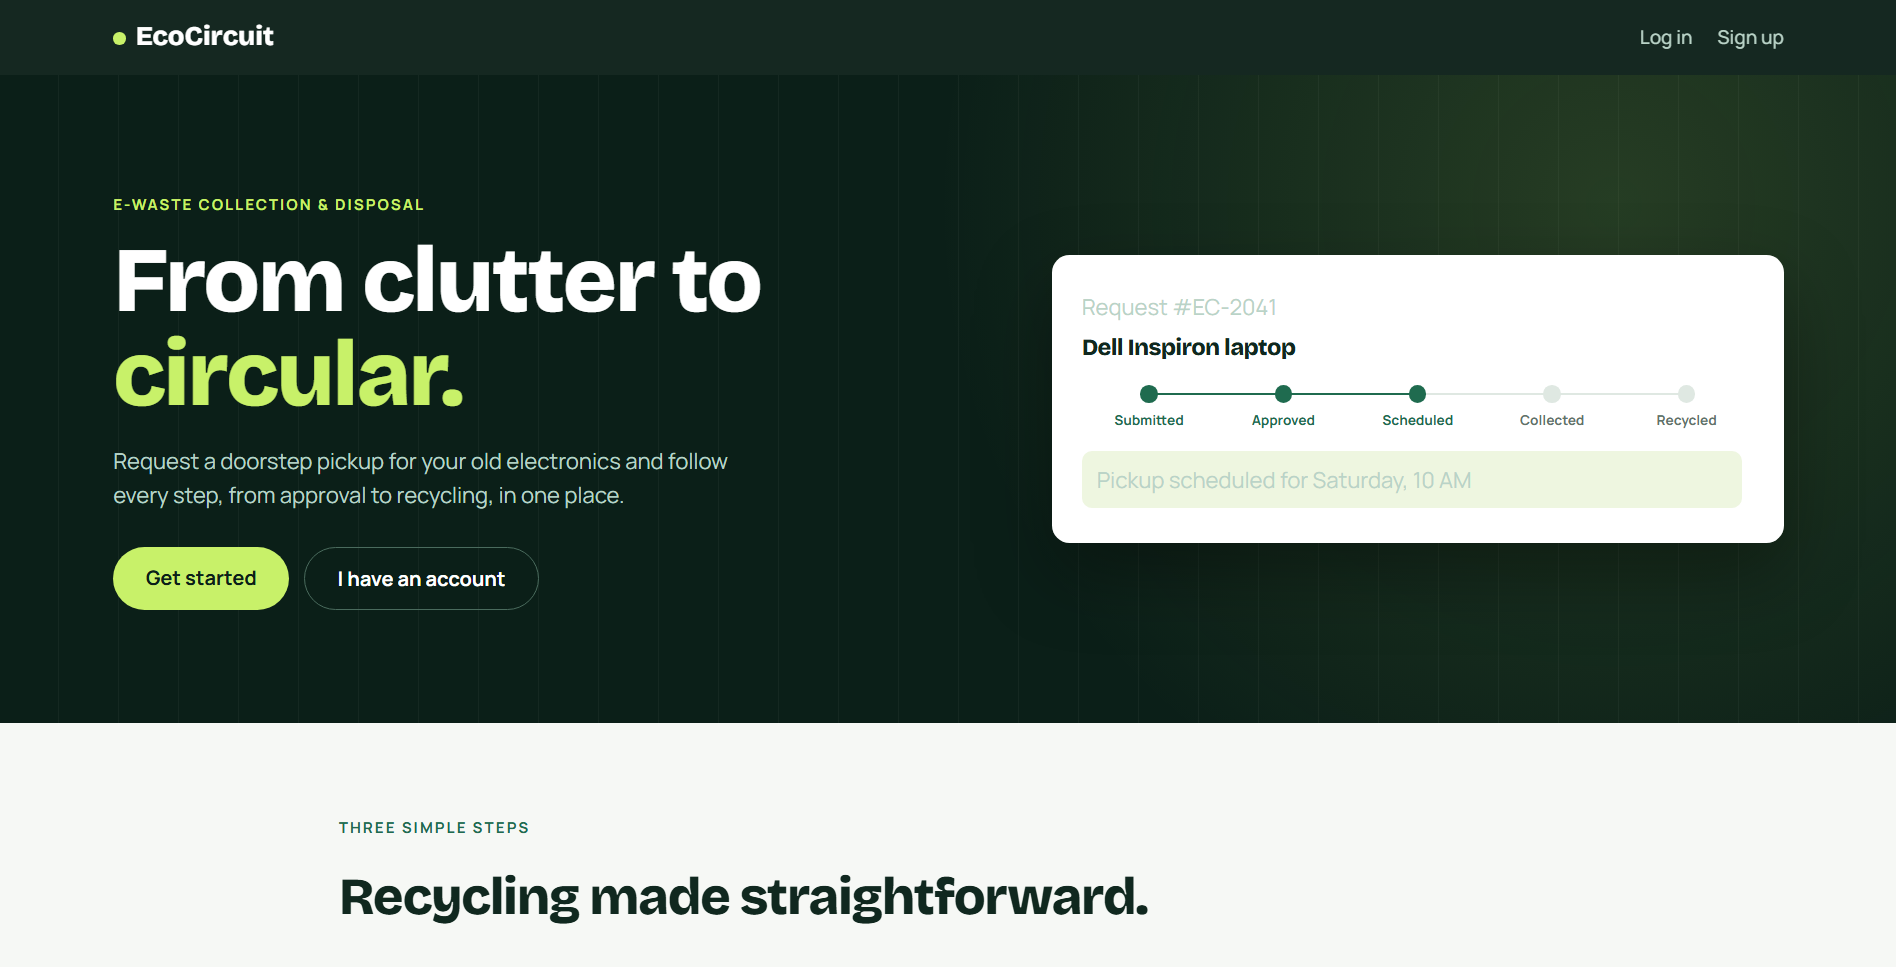 EcoCircuit
Log in
Sign up
E-WASTE COLLECTION & DISPOSAL
From clutter to
circular.
Request a doorstep pickup for your old electronics and follow
every step, from approval to recycling, in one place.
Get started
I have an account
Request #EC-2041
Dell Inspiron laptop
Submitted
Approved
Scheduled
Collected
Recycled
Pickup scheduled for Saturday, 10 AM
THREE SIMPLE STEPS
Recycling made straightforward.